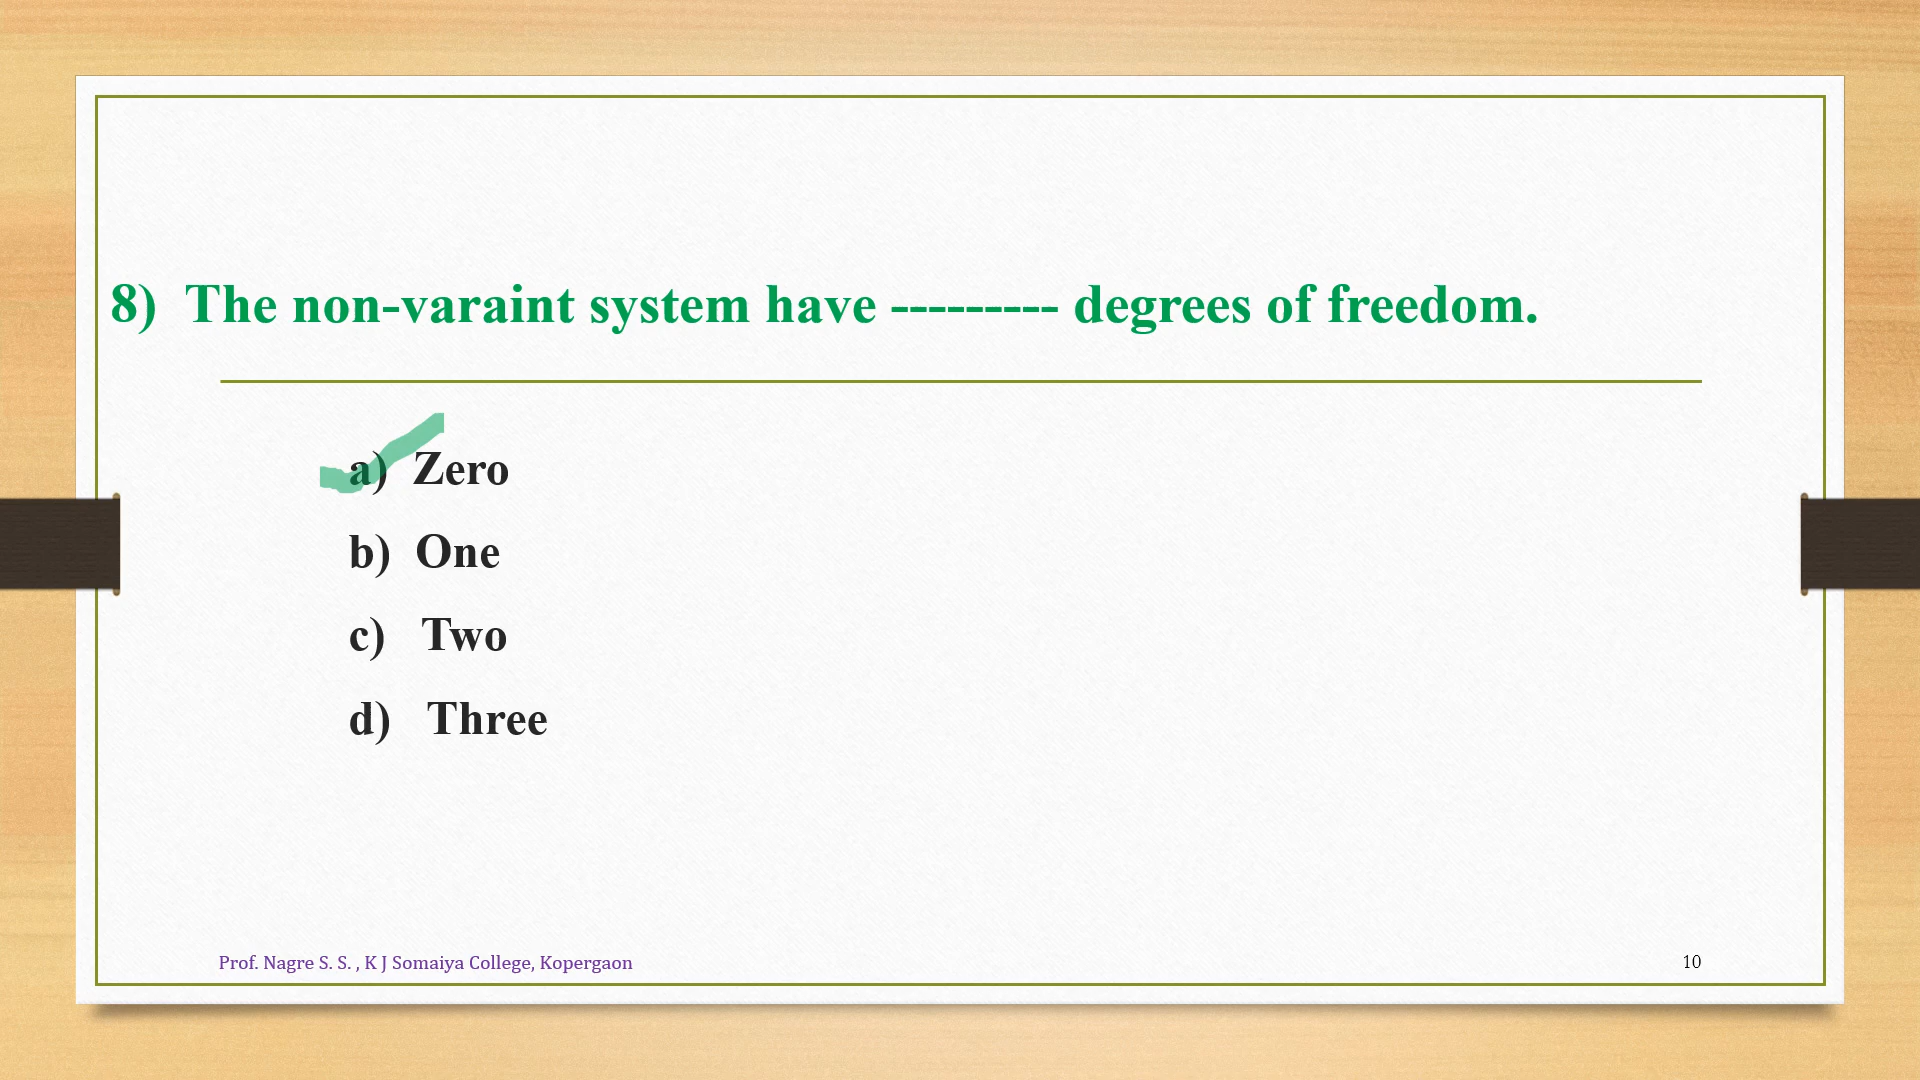 8) The non-varaint system have --------- degrees of freedom.
a) Zero
b) One
c) Two
d) Three
Prof. Nagre S. S. , K J Somaiya College, Kopergaon
10